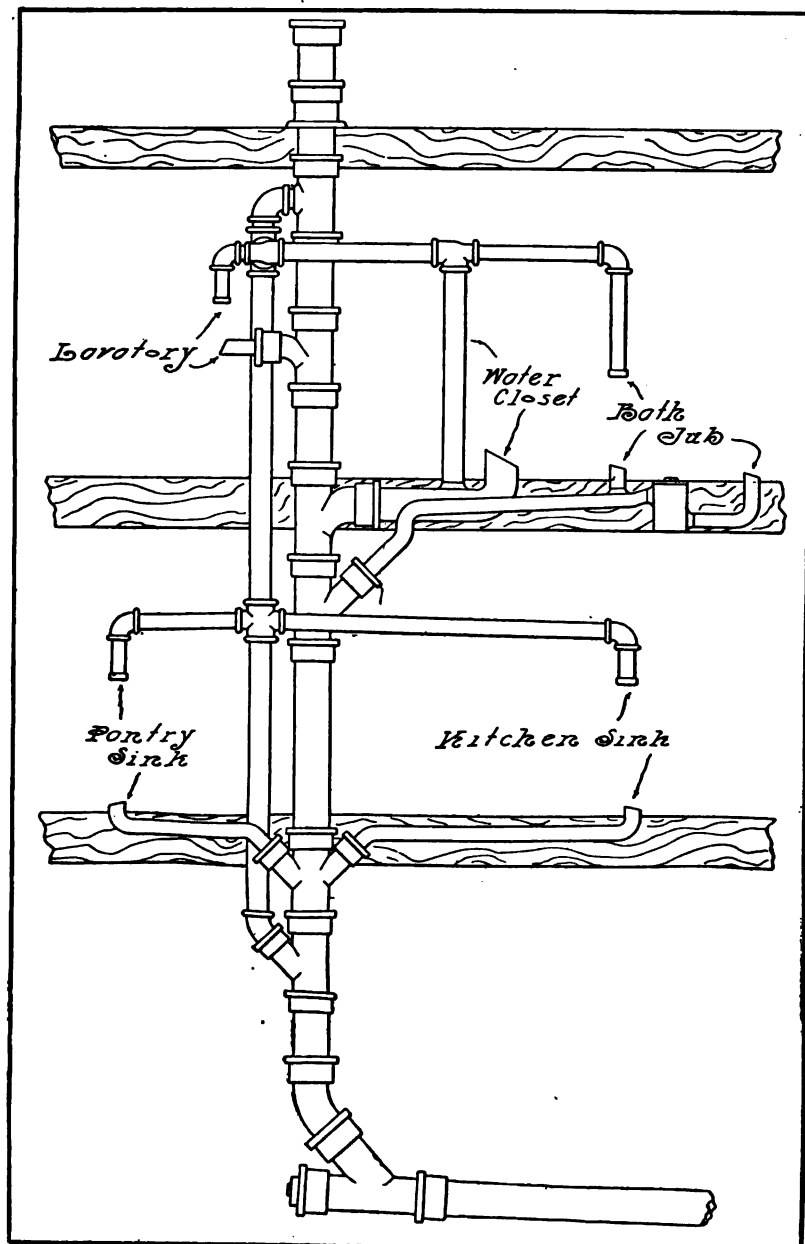 Lavatory
Water
Closet
Bath
Tub
Pantry
Sink
Kitchen Sink